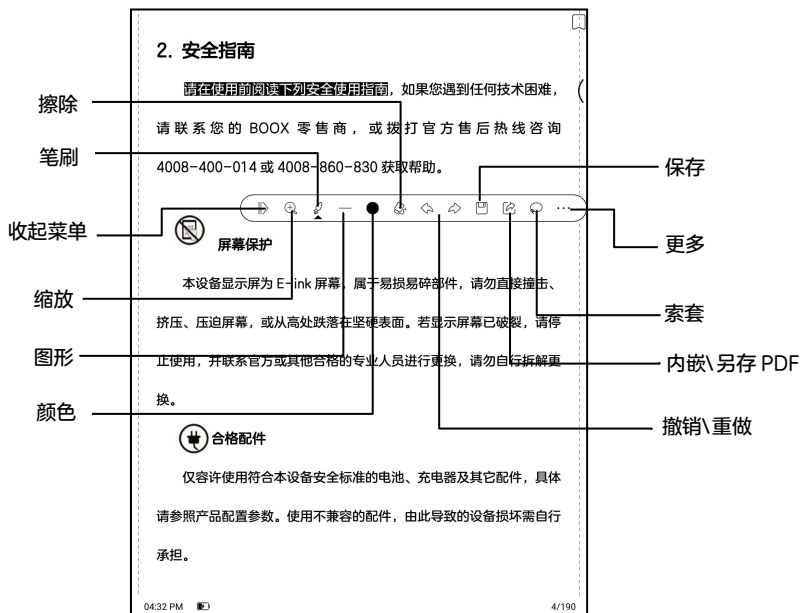 2. 安全指南
请在使用前阅读下列安全使用指南，如果您遇到任何技术困难，
请联系您的 BOOX 零售商，或拨打官方售后热线咨询
4008-400-014 或 4008-860-830 获取帮助。
擦除
笔刷
收起菜单
缩放
图形
颜色
保存
更多
索套
内嵌\另存 PDF
撤销\重做
屏幕保护
本设备显示屏为 E-ink 屏幕，属于易损易碎部件，请勿直接撞击、
挤压、压迫屏幕，或从高处跌落在坚硬表面。若显示屏幕已破裂，请停
止使用，并联系官方或其他合格的专业人员进行更换，请勿自行拆解更
换。
合格配件
仅容许使用符合本设备安全标准的电池、充电器及其它配件，具体
请参照产品配置参数。使用不兼容的配件，由此导致的设备损坏需自行
承担。
04:32 PM
4/190